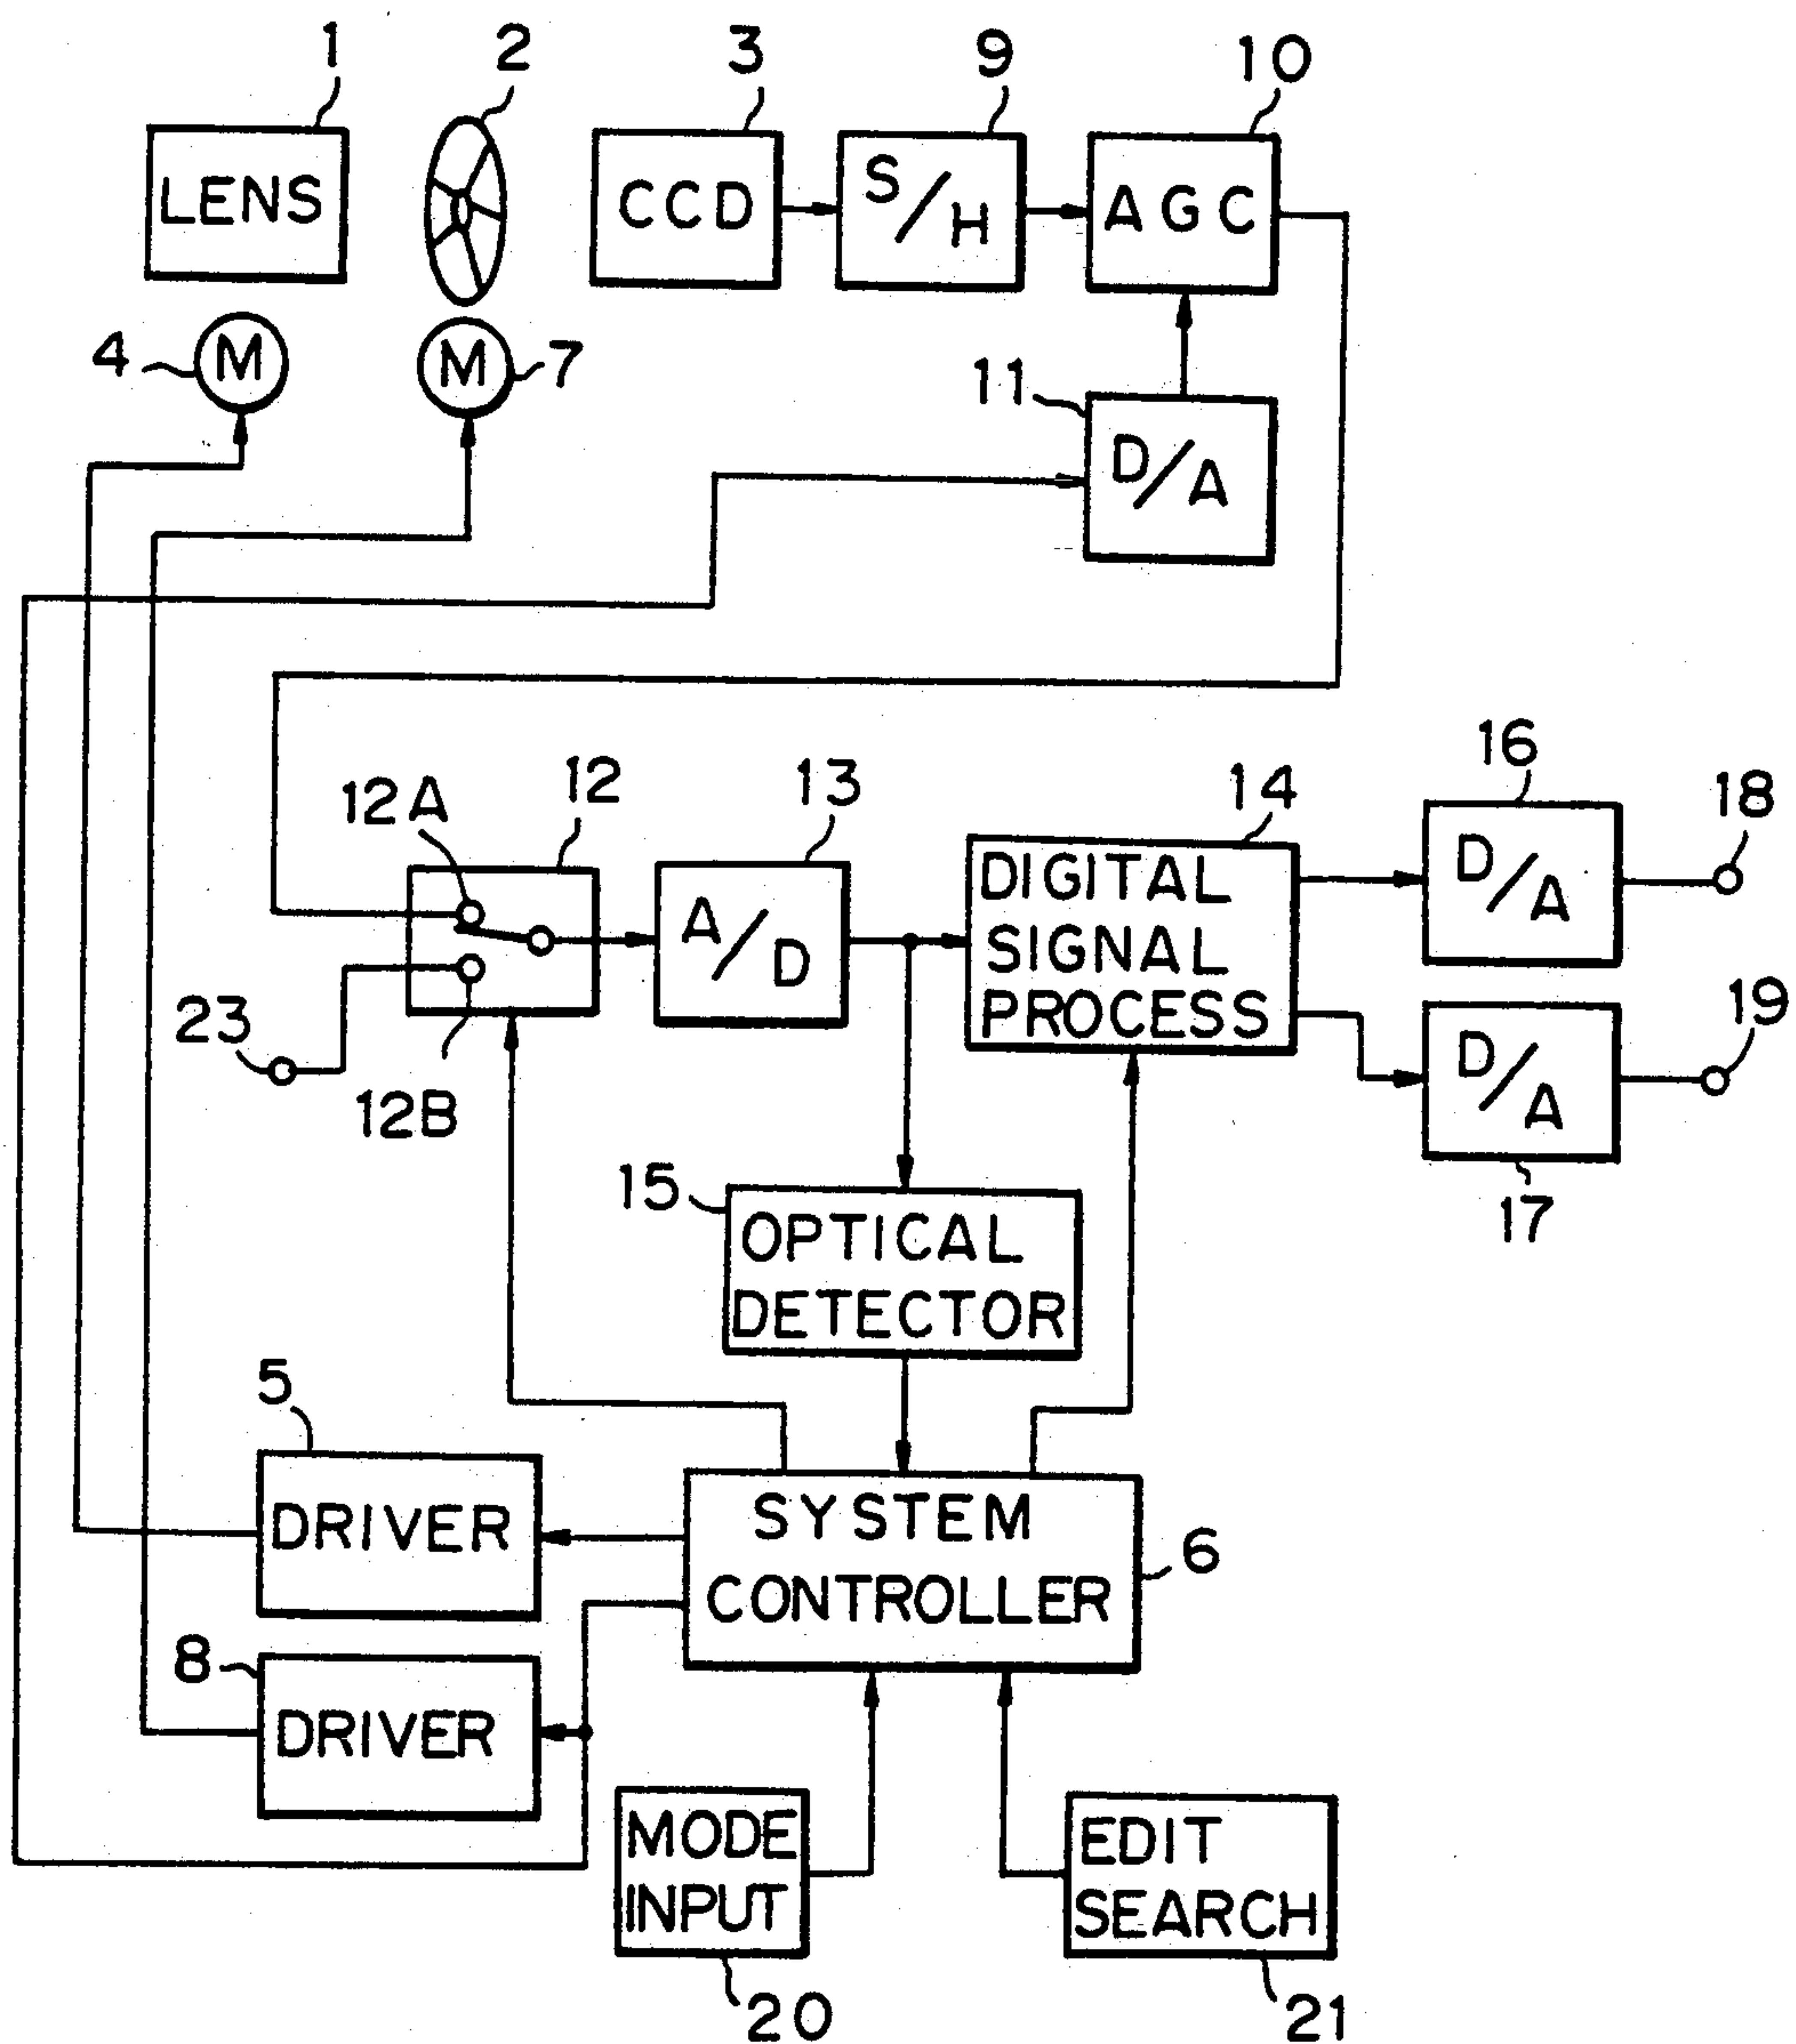 1
2
3
9
10
LENS
CCD
S/H
AGC
4
M
M
7
11
D/A
12A
12
13
14
16
18
A/D
DIGITAL
SIGNAL
PROCESS
D/A
23
12B
19
D/A
17
15
OPTICAL
DETECTOR
5
DRIVER
SYSTEM
CONTROLLER
6
8
DRIVER
MODE
INPUT
EDIT
SEARCH
20
21